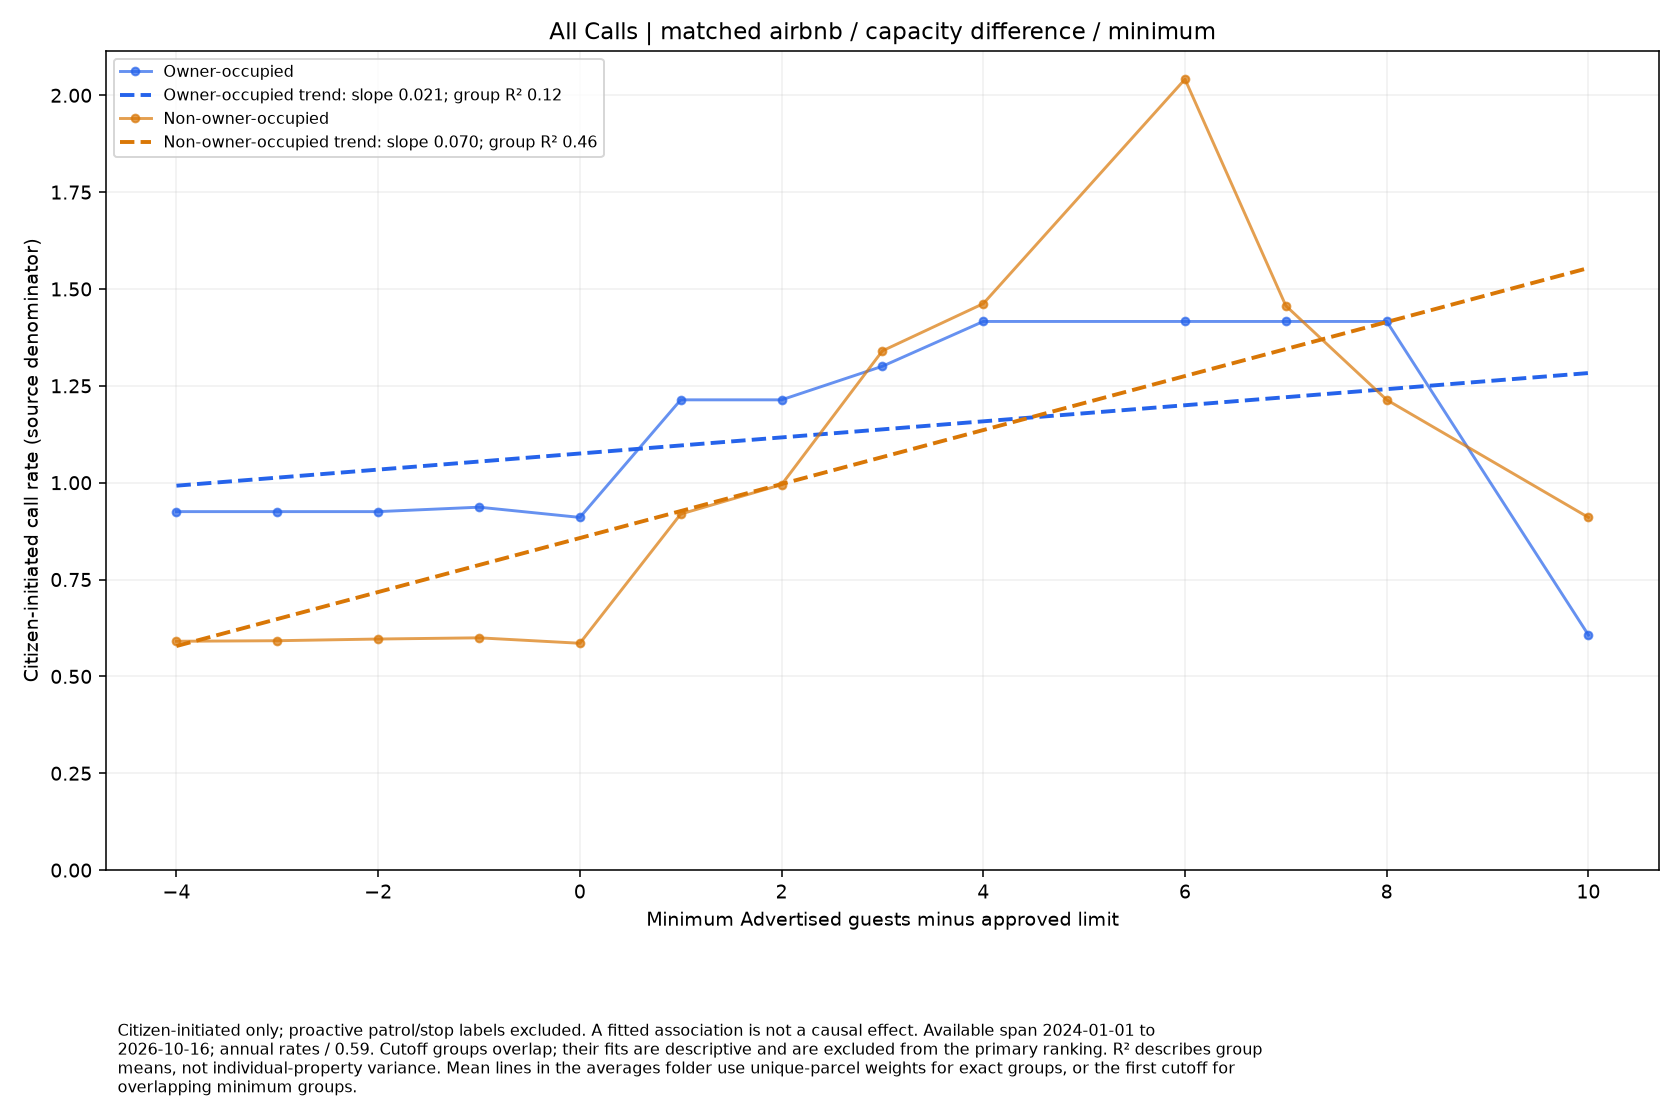 All Calls | matched airbnb / capacity difference / minimum
Owner-occupied
Owner-occupied trend: slope 0.021; group R² 0.12
Non-owner-occupied
Non-owner-occupied trend: slope 0.070; group R² 0.46
Citizen-initiated call rate (source denominator)
2.00
1.75
1.50
1.25
1.00
0.75
0.50
0.25
0.00
−4 −2 0 2 4 6 8 10
Minimum Advertised guests minus approved limit
Citizen-initiated only; proactive patrol/stop labels excluded. A fitted association is not a causal effect. Available span 2024-01-01 to
2026-10-16; annual rates / 0.59. Cutoff groups overlap; their fits are descriptive and are excluded from the primary ranking. R² describes group
means, not individual-property variance. Mean lines in the averages folder use unique-parcel weights for exact groups, or the first cutoff for
overlapping minimum groups.